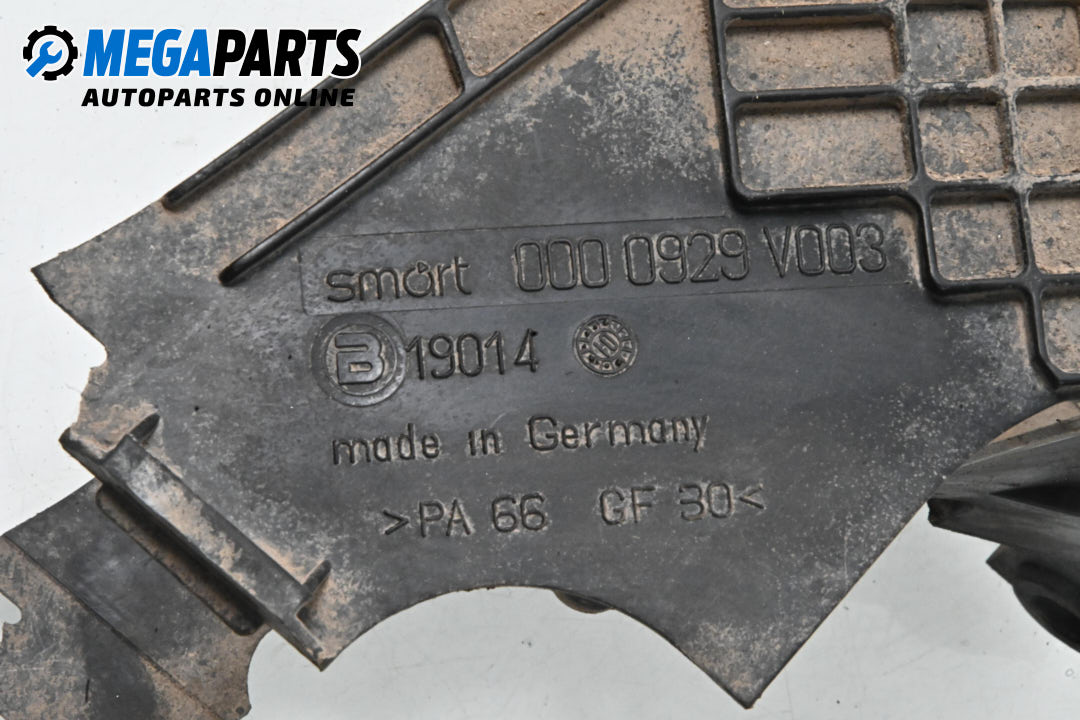 MEGAPARTS
AUTOPARTS ONLINE
smart 000 0929 V003
B 19014
made in Germany
>PA 66 GF 30<